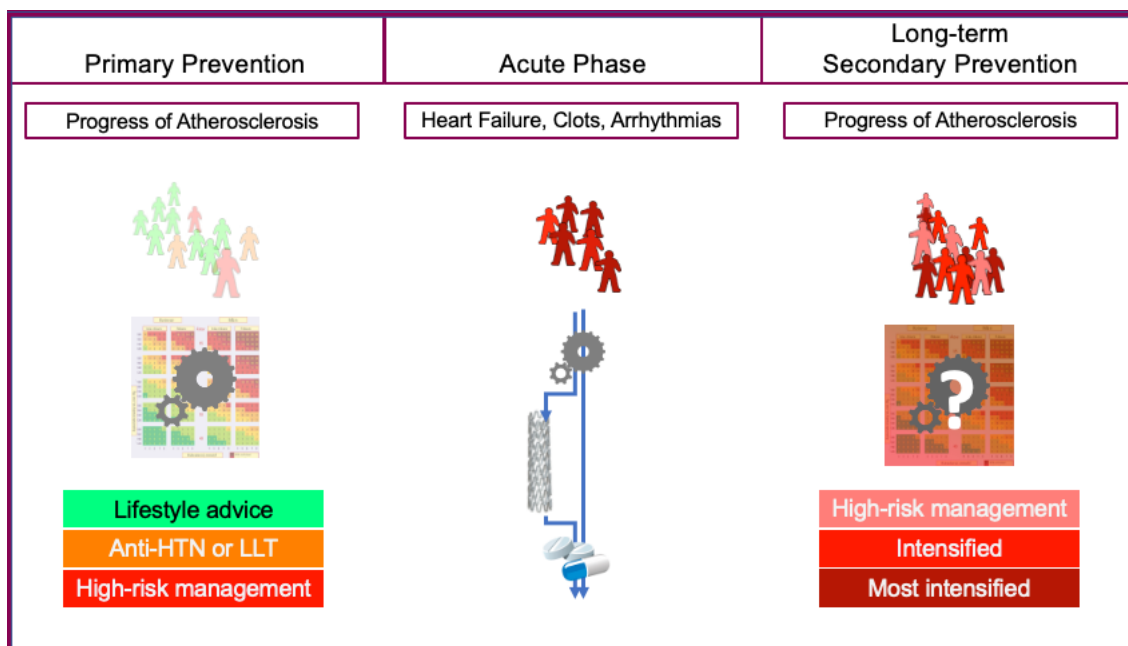 Primary Prevention
Acute Phase
Long-term
Secondary Prevention
Progress of Atherosclerosis
Heart Failure, Clots, Arrhythmias
Progress of Atherosclerosis
?
Lifestyle advice
Anti-HTN or LLT
High-risk management
High-risk management
Intensified
Most intensified